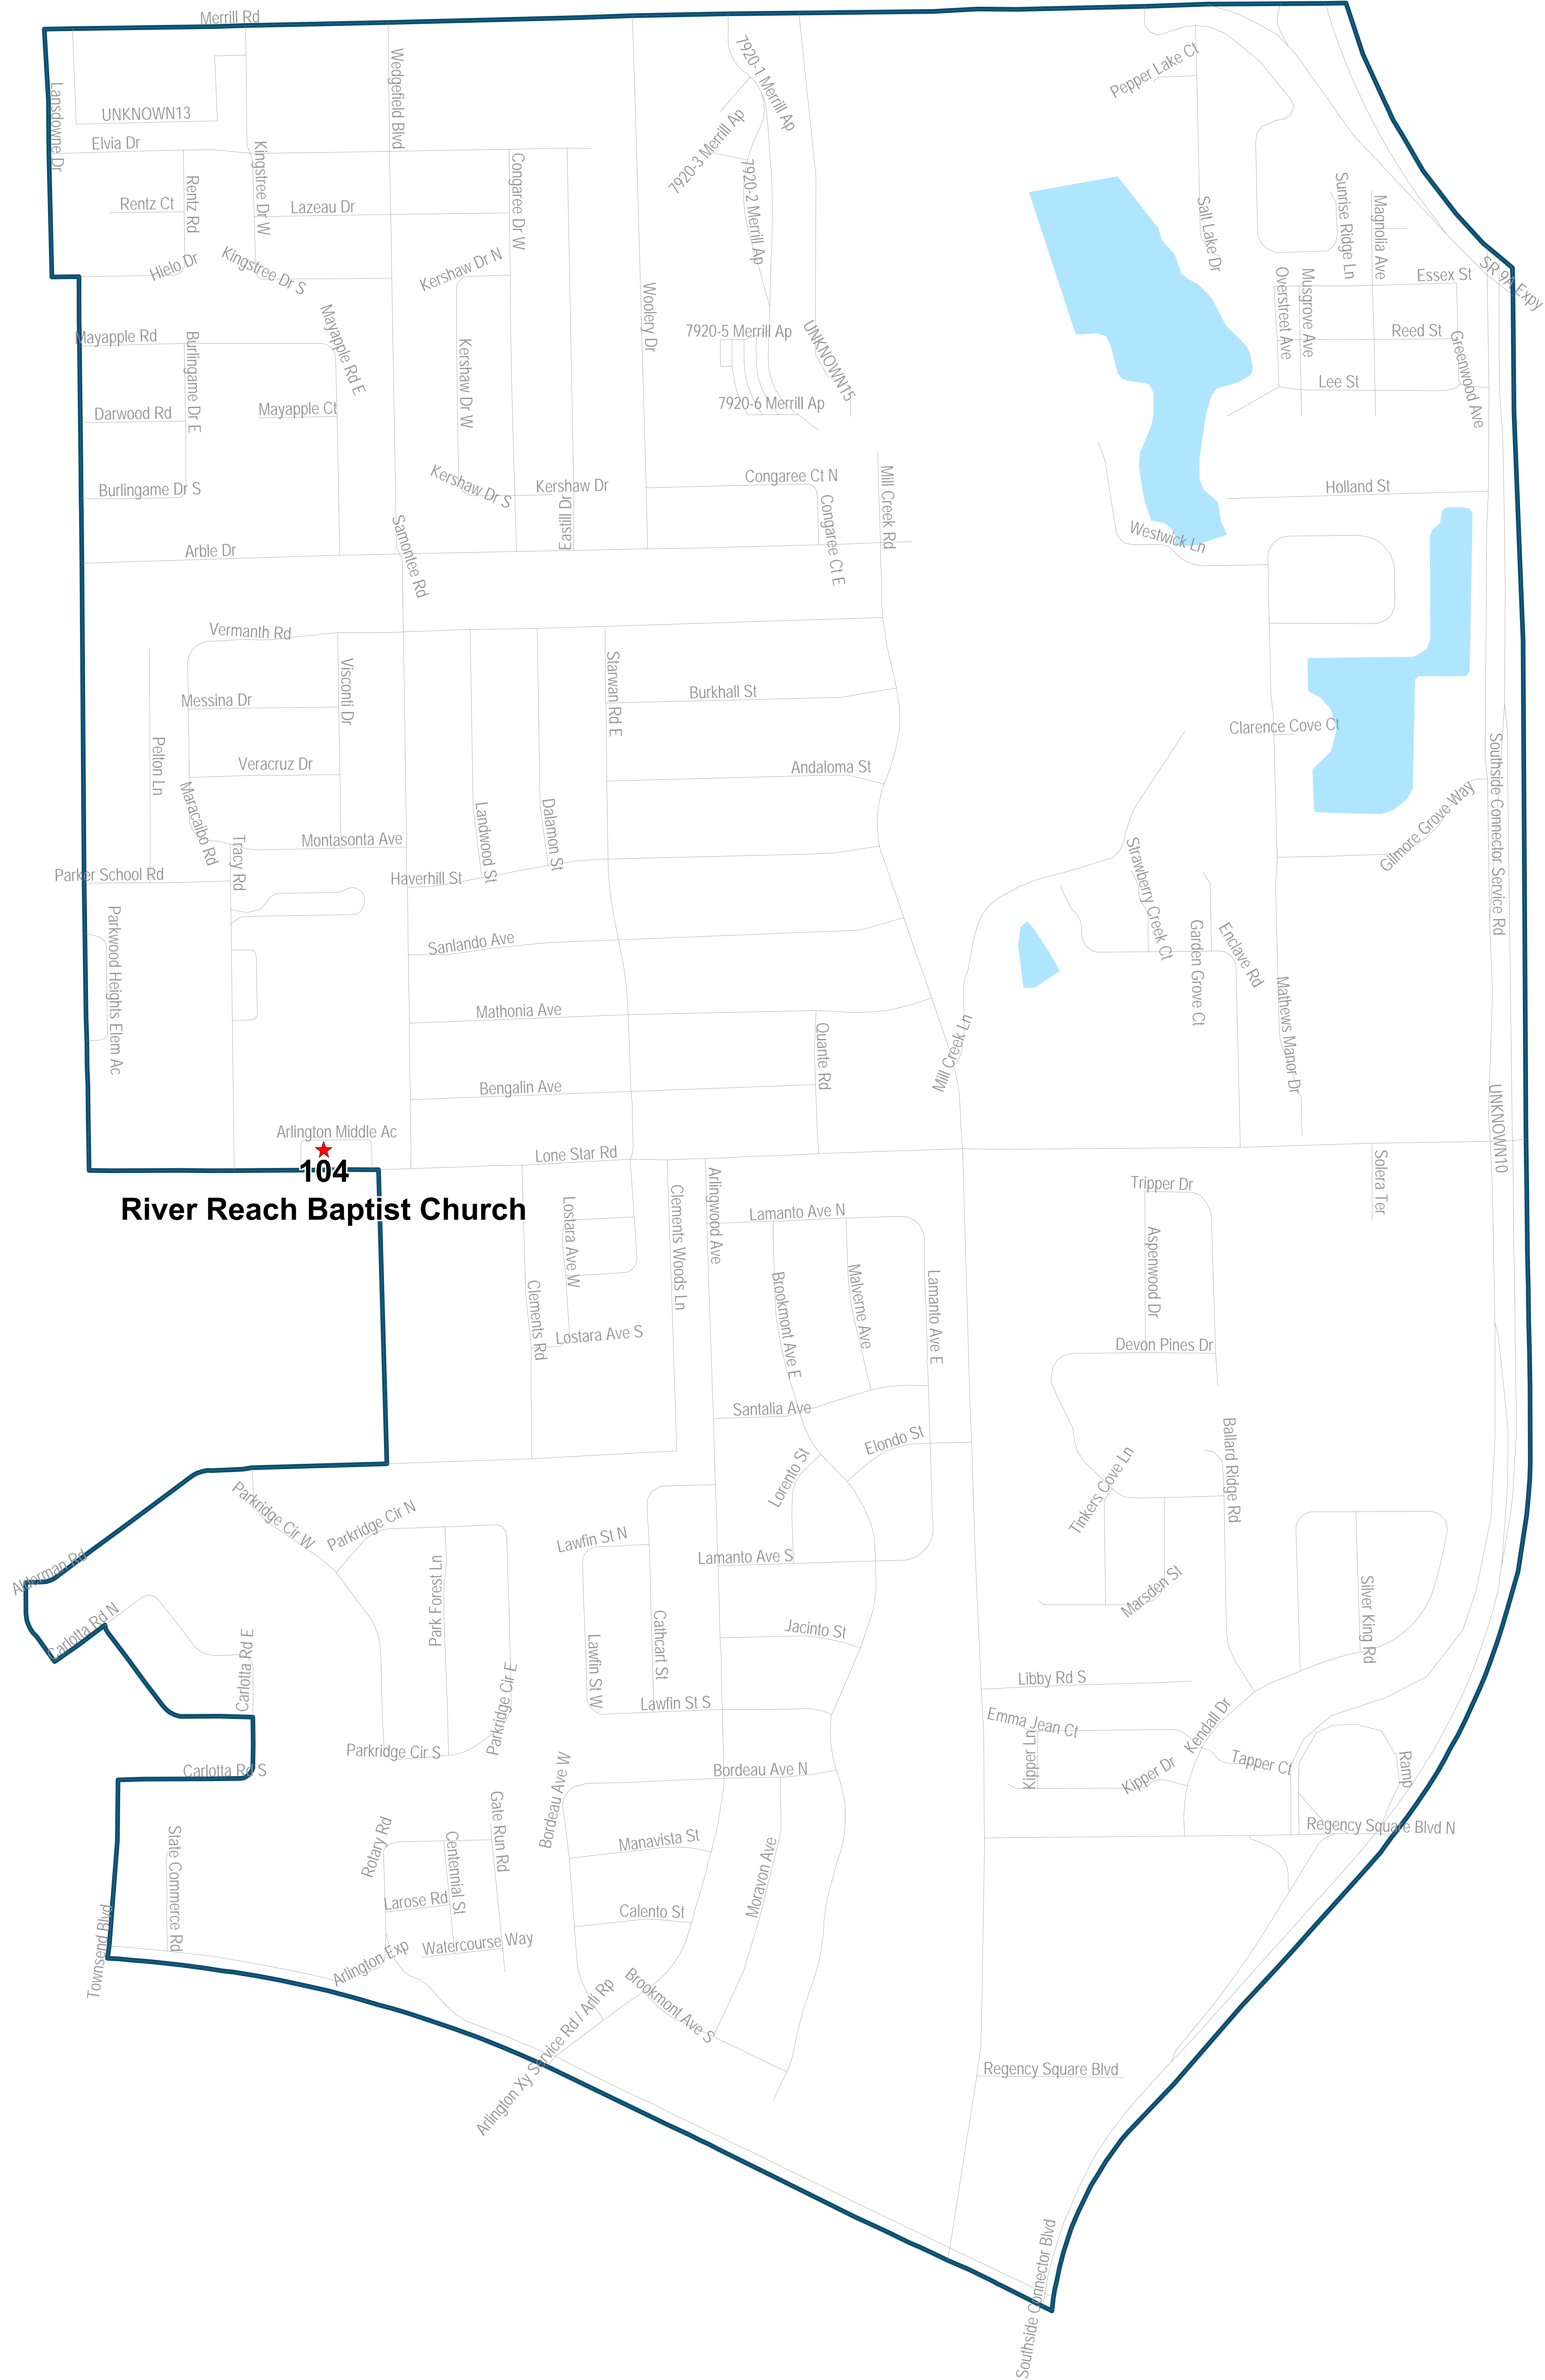 Merrill Rd
Lansdowne Dr
UNKNOWN13
Elvia Dr
Kingstree Dr W
Wedgefield Blvd
Rentz Ct
Rentz Rd
Lazeau Dr
Congaree Dr W
Hielo Dr
Kingstree Dr S
Kershaw Dr N
Woolery Dr
7920-1 Merrill Ap
7920-3 Merrill Ap
7920-2 Merrill Ap
Pepper Lake Ct
Salt Lake Dr
Sunrise Ridge Ln
Magnolia Ave
Essex St
SR 9A Expy
Overstreet Ave
Musgrove Ave
Reed St
Greenwood Ave
Lee St
Mayapple Rd
Burlingame Dr E
Mayapple Rd E
Kershaw Dr W
7920-5 Merrill Ap
UNKNOWN15
7920-6 Merrill Ap
Darwood Rd
Mayapple Ct
Burlingame Dr S
Kershaw Dr S
Kershaw Dr
Eastill Dr
Congaree Ct N
Congaree Ct E
Mill Creek Rd
Holland St
Westwick Ln
Arble Dr
Samontee Rd
Vermanth Rd
Visconti Dr
Messina Dr
Starwan Rd E
Burkhall St
Clarence Cove Ct
Southside Connector Service Rd
Pelton Ln
Veracruz Dr
Andaloma St
Maracaibo Rd
Landwood St
Dalamon St
Gilmore Grove Way
Tracy Rd
Montasonta Ave
Strawberry Creek Ct
Parker School Rd
Haverhill St
Parkwood Heights Elem Ac
Sanlando Ave
Garden Grove Ct
Enclave Rd
Mathews Manor Dr
Mathonia Ave
Quante Rd
Mill Creek Ln
Bengalin Ave
UNKNOWN10
Arlington Middle Ac
Lone Star Rd
104
River Reach Baptist Church
Solera Ter
Tripper Dr
Lostara Ave W
Clements Woods Ln
Arlingwood Ave
Lamanto Ave N
Aspenwood Dr
Clements Rd
Brookmont Ave E
Malverne Ave
Lamanto Ave E
Lostara Ave S
Devon Pines Dr
Santalia Ave
Elondo St
Ballard Ridge Rd
Lorento St
Tinkers Cove Ln
Parkridge Cir W
Parkridge Cir N
Lawfin St N
Lamanto Ave S
Alderman Rd
Park Forest Ln
Marsden St
Silver King Rd
Carlotta Rd N
Carlotta Rd E
Lawfin St W
Cathcart St
Jacinto St
Parkridge Cir E
Lawfin St S
Libby Rd S
Emma Jean Ct
Kendall Dr
Parkridge Cir S
Kipper Ln
Kipper Dr
Tapper Ct
Ramp
Carlotta Rd S
Bordeau Ave N
Bordeau Ave W
Gate Run Rd
State Commerce Rd
Rotary Rd
Centennial St
Manavista St
Moravon Ave
Regency Square Blvd N
Larose Rd
Calento St
Townsend Blvd
Arlington Exp
Watercourse Way
Brookmont Ave S
Arlington Xy Service Rd / Arli Rp
Regency Square Blvd
Southside Connector Blvd